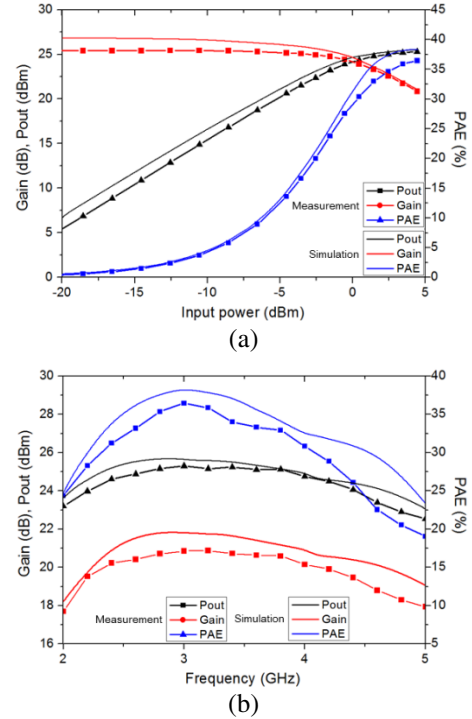 30
25
20
15
10
5
0
Gain (dB), Pout (dBm)
45
40
35
30
25
20
15
10
5
0
PAE (%)
Measurement
Pout
Gain
PAE
Simulation
Pout
Gain
PAE
-20 -15 -10 -5 0 5
Input power (dBm)
(a)
30
28
26
24
22
20
18
16
Gain (dB), Pout (dBm)
40
35
30
25
20
15
10
5
0
PAE (%)
Measurement
Pout
Gain
PAE
Simulation
Pout
Gain
PAE
2 3 4 5
Frequency (GHz)
(b)